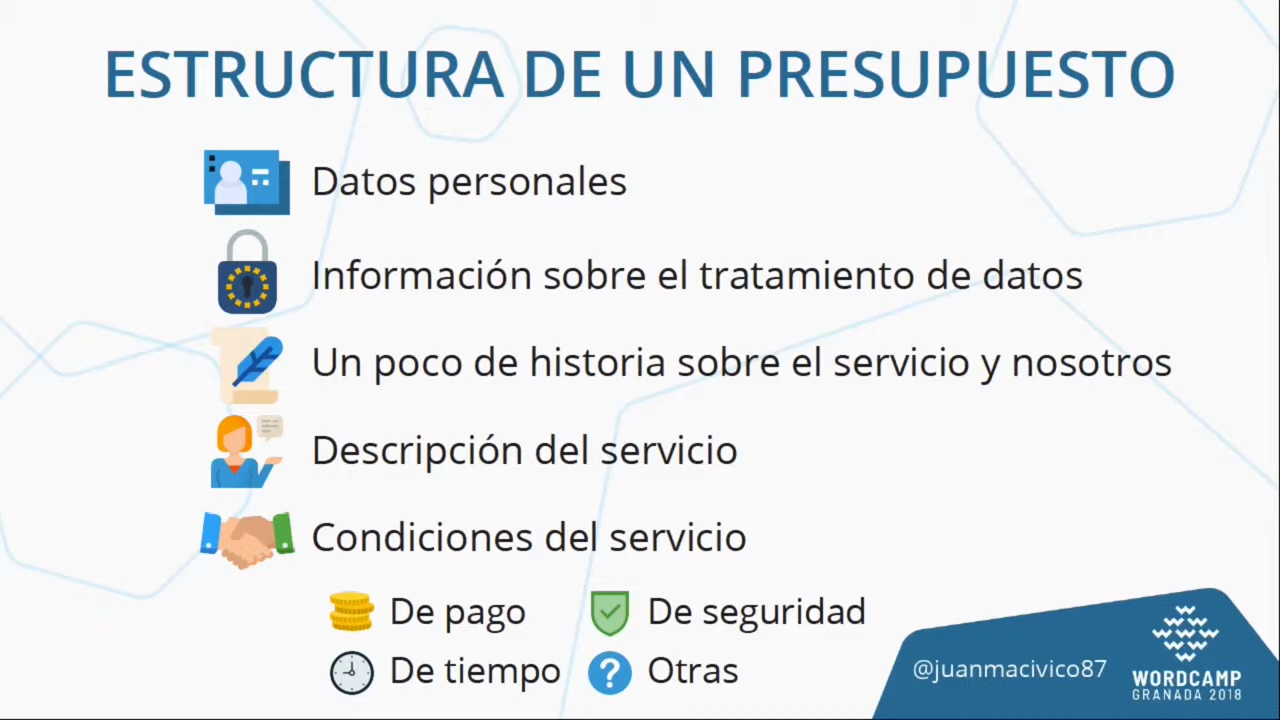 ESTRUCTURA DE UN PRESUPUESTO
Datos personales
Información sobre el tratamiento de datos
Un poco de historia sobre el servicio y nosotros
Descripción del servicio
Condiciones del servicio
De pago
De seguridad
De tiempo
Otras
@juanmacivico87
WORDCAMP
GRANADA 2018